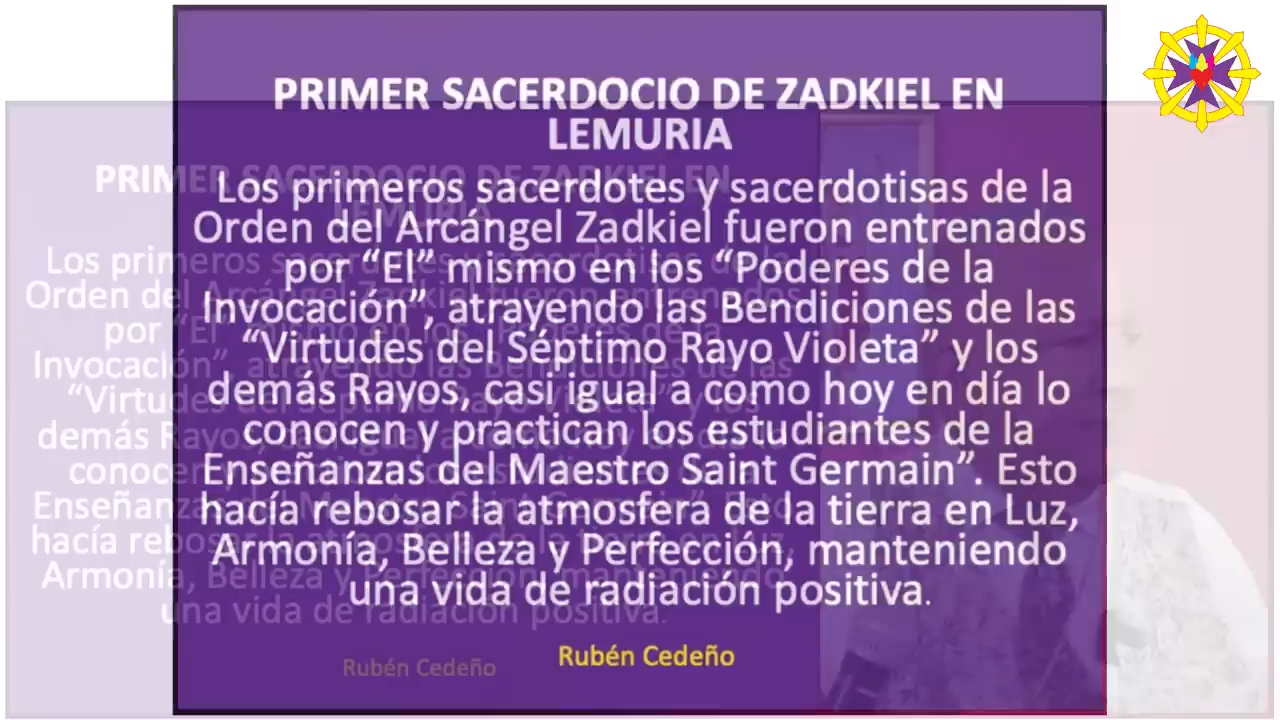 PRIMER SACERDOCIO DE ZADKIEL EN
LEMURIA
Los primeros sacerdotes y sacerdotisas de la
Orden del Arcángel Zadkiel fueron entrenados
por “El” mismo en los “Poderes de la
Invocación”, atrayendo las Bendiciones de las
“Virtudes del Séptimo Rayo Violeta” y los
demás Rayos, casi igual a como hoy en día lo
conocen y practican los estudiantes de la
Enseñanzas del Maestro Saint Germain”. Esto
hacía rebosar la atmosfera de la tierra en Luz,
Armonía, Belleza y Perfección, manteniendo
una vida de radiación positiva.
Rubén Cedeño
Rubén Cedeño